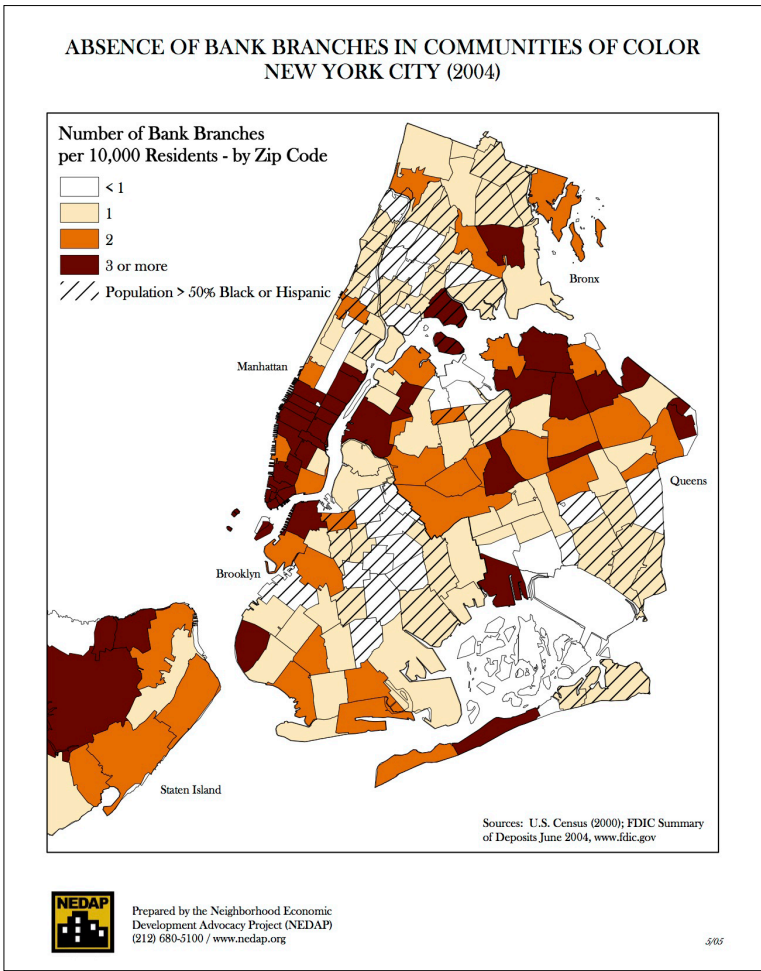 ABSENCE OF BANK BRANCHES IN COMMUNITIES OF COLOR
NEW YORK CITY (2004)
Number of Bank Branches
per 10,000 Residents - by Zip Code
< 1
1
2
3 or more
Population > 50% Black or Hispanic
Bronx
Manhattan
Queens
Brooklyn
Staten Island
Sources: U.S. Census (2000); FDIC Summary
of Deposits June 2004, www.fdic.gov
NEDAP
Prepared by the Neighborhood Economic
Development Advocacy Project (NEDAP)
(212) 680-5100 / www.nedap.org
5/05